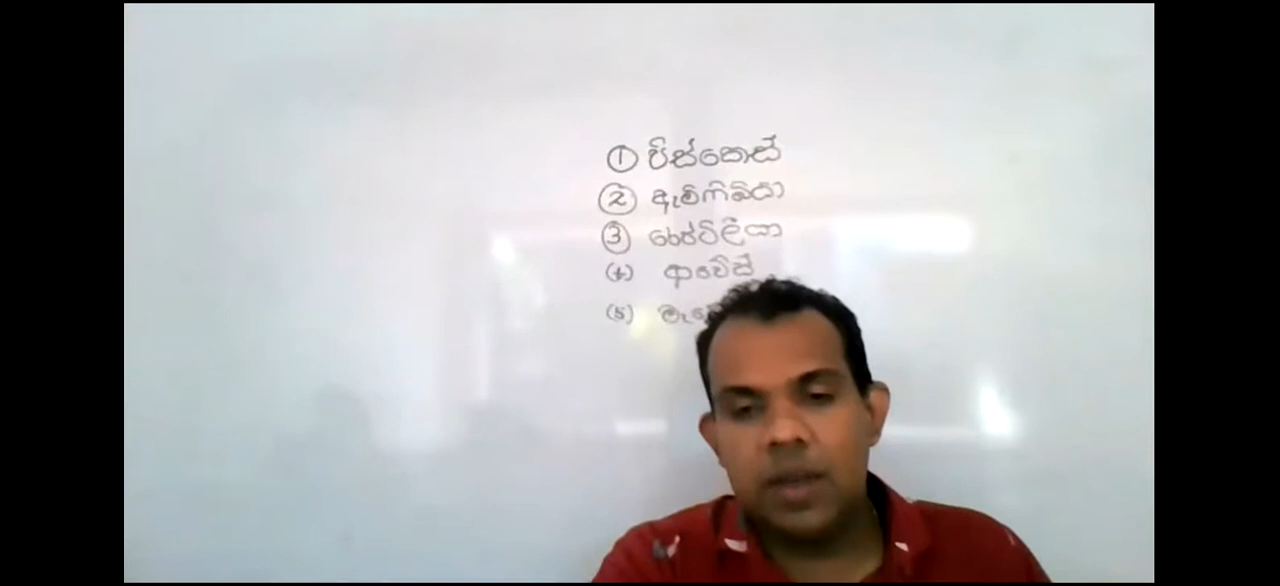 ① පිස්කෙස්
② ඇම්ෆිබියා
③ රෙප්ටිලියා
(4) ආවේස්
(5)